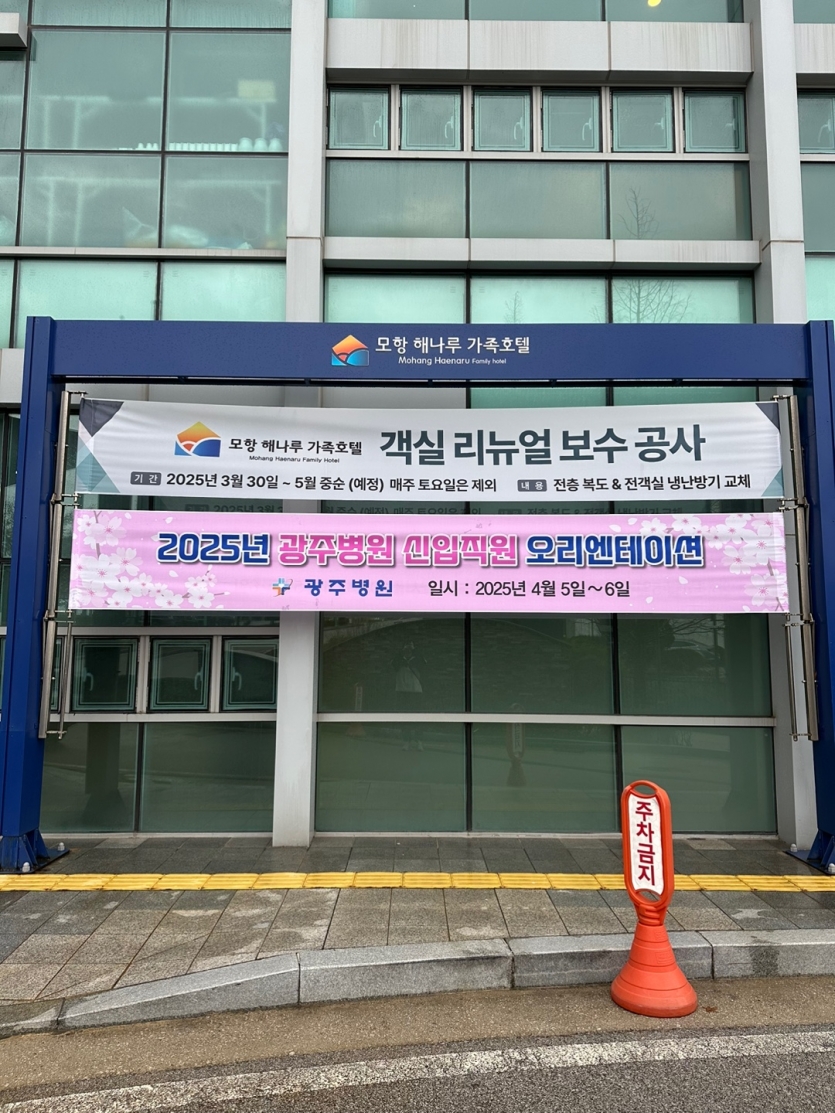 모항 해나루 가족호텔
Mohang Haenaru Family hotel
모항 해나루 가족호텔
Mohang Haenaru Family Hotel
객실 리뉴얼 보수 공사
기간 2025년 3월 30일 ~ 5월 중순 (예정) 매주 토요일은 제외 내용 전층 복도 & 전객실 냉난방기 교체
2025년 광주병원 신입직원 오리엔테이션
광주병원 일시 : 2025년 4월 5일~6일
주차금지